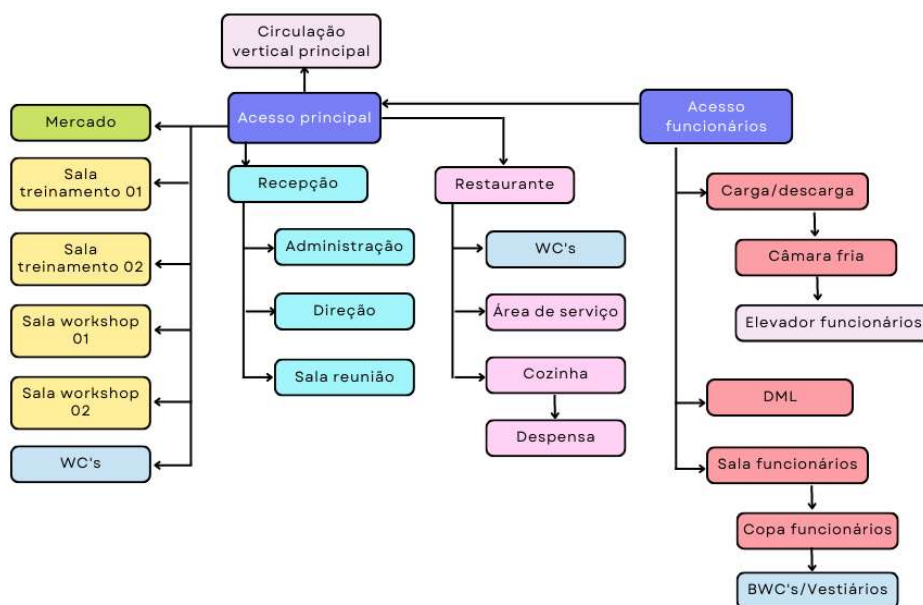 Circulação
vertical principal
Acesso principal
Acesso
funcionários
Mercado
Sala
treinamento 01
Sala
treinamento 02
Sala workshop
01
Sala workshop
02
WC's
Recepção
Administração
Direção
Sala reunião
Restaurante
WC's
Área de serviço
Cozinha
Despensa
Carga/descarga
Câmara fria
Elevador funcionários
DML
Sala funcionários
Copa funcionários
BWC's/Vestiários